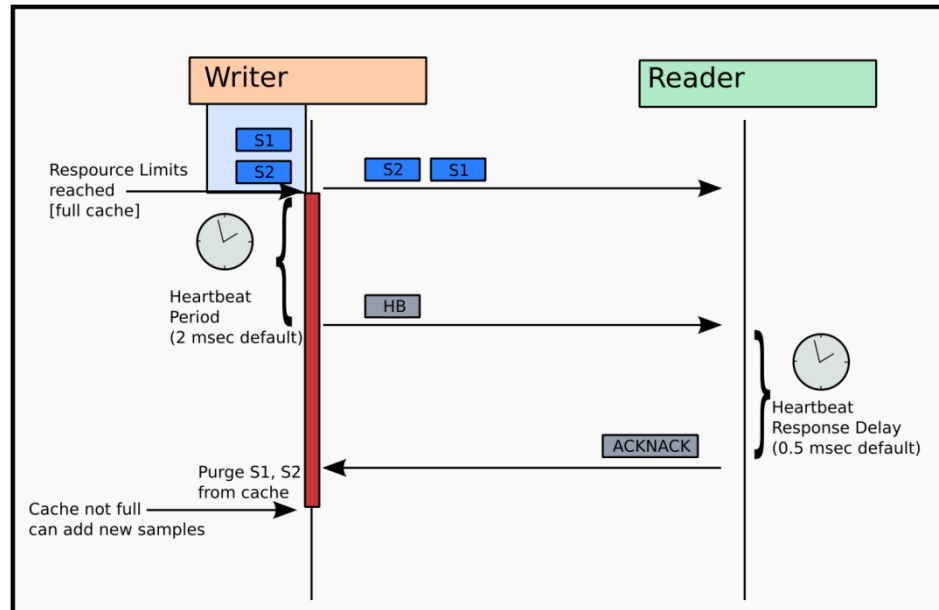 Writer
Reader
S1
S2
Respource Limits
reached
[full cache]
S2 S1
Heartbeat
Period
(2 msec default)
HB
Heartbeat
Response Delay
(0.5 msec default)
ACKNACK
Purge S1, S2
from cache
Cache not full
can add new samples